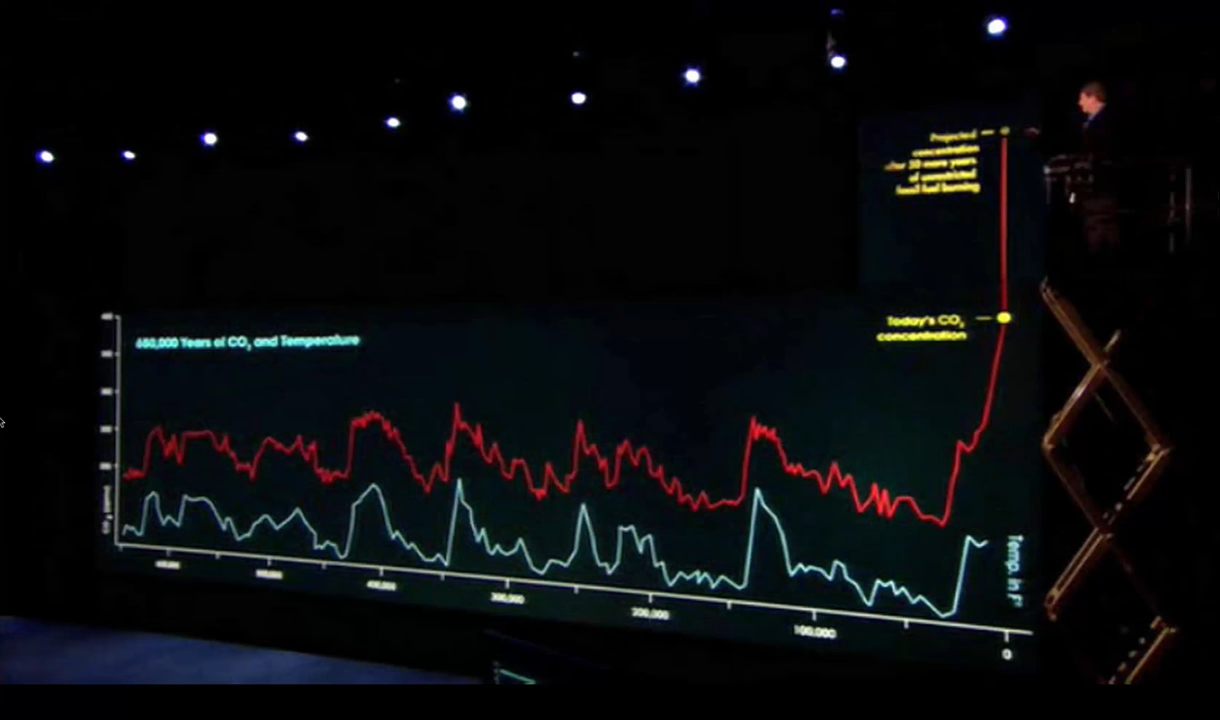 Projected
concentration
after 50 more years
of unrestricted
fossil fuel burning
Today's CO₂
concentration
650,000 Years of CO₂ and Temperature
Temp. in F°
400,000
300,000
200,000
100,000
0